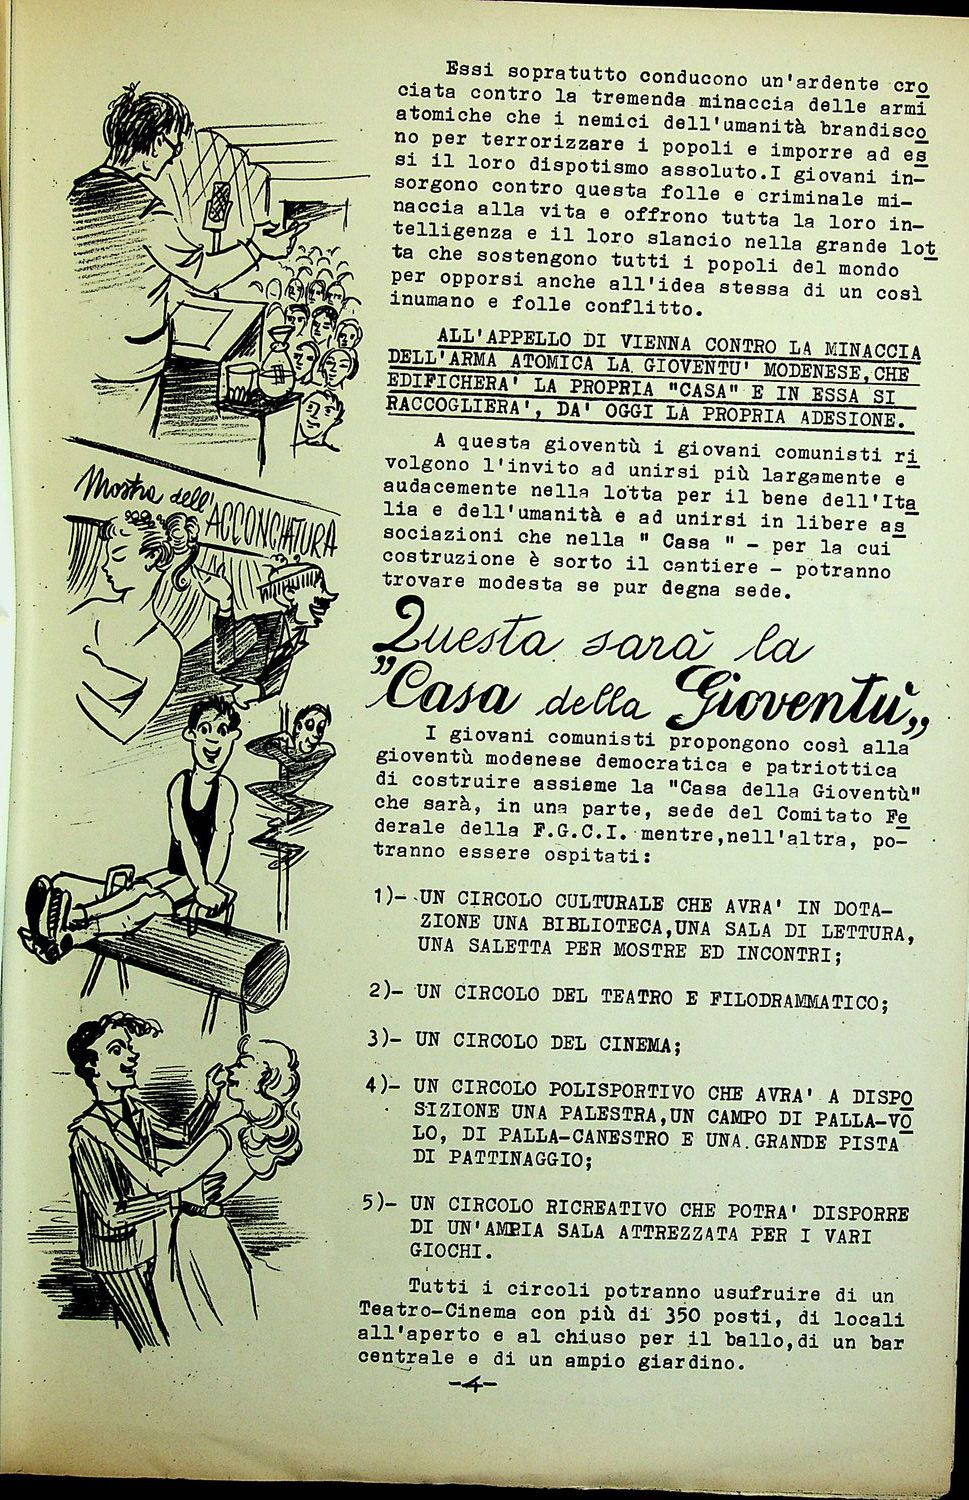 Essi sopratutto conducono un'ardente cro
ciata contro la tremenda minaccia delle armi
atomiche che i nemici dell'umanità brandisco
no per terrorizzare i popoli e imporre ad es
si il loro dispotismo assoluto.I giovani in-
sorgono contro questa folle e criminale mi-
naccia alla vita e offrono tutta la loro in-
telligenza e il loro slancio nella grande lot
ta che sostengono tutti i popoli del mondo
per opporsi anche all'idea stessa di un così
inumano e folle conflitto.
ALL'APPELLO DI VIENNA CONTRO LA MINACCIA
DELL'ARMA ATOMICA LA GIOVENTU' MODENESE,CHE
EDIFICHERA' LA PROPRIA "CASA" E IN ESSA SI
RACCOGLIERA', DA' OGGI LA PROPRIA ADESIONE.
A questa gioventù i giovani comunisti ri
volgono l'invito ad unirsi più largamente e
audacemente nella lotta per il bene dell'Ita
lia e dell'umanità e ad unirsi in libere as
sociazioni che nella " Casa " - per la cui
costruzione è sorto il cantiere - potranno
trovare modesta se pur degna sede.
Mostra dell'
ACCONCIATURA
Questa sarà la
"Casa della Gioventù„
I giovani comunisti propongono così alla
gioventù modenese democratica e patriottica
di costruire assieme la "Casa della Gioventù"
che sarà, in una parte, sede del Comitato Fe
derale della F.G.C.I. mentre,nell'altra, po-
tranno essere ospitati:
1)- UN CIRCOLO CULTURALE CHE AVRA' IN DOTA-
ZIONE UNA BIBLIOTECA,UNA SALA DI LETTURA,
UNA SALETTA PER MOSTRE ED INCONTRI;
2)- UN CIRCOLO DEL TEATRO E FILODRAMMATICO;
3)- UN CIRCOLO DEL CINEMA;
4)- UN CIRCOLO POLISPORTIVO CHE AVRA' A DISPO
SIZIONE UNA PALESTRA,UN CAMPO DI PALLA-VO
LO, DI PALLA-CANESTRO E UNA GRANDE PISTA
DI PATTINAGGIO;
5)- UN CIRCOLO RICREATIVO CHE POTRA' DISPORRE
DI UN'AMPIA SALA ATTREZZATA PER I VARI
GIOCHI.
Tutti i circoli potranno usufruire di un
Teatro-Cinema con più di 350 posti, di locali
all'aperto e al chiuso per il ballo,di un bar
centrale e di un ampio giardino.
-4-